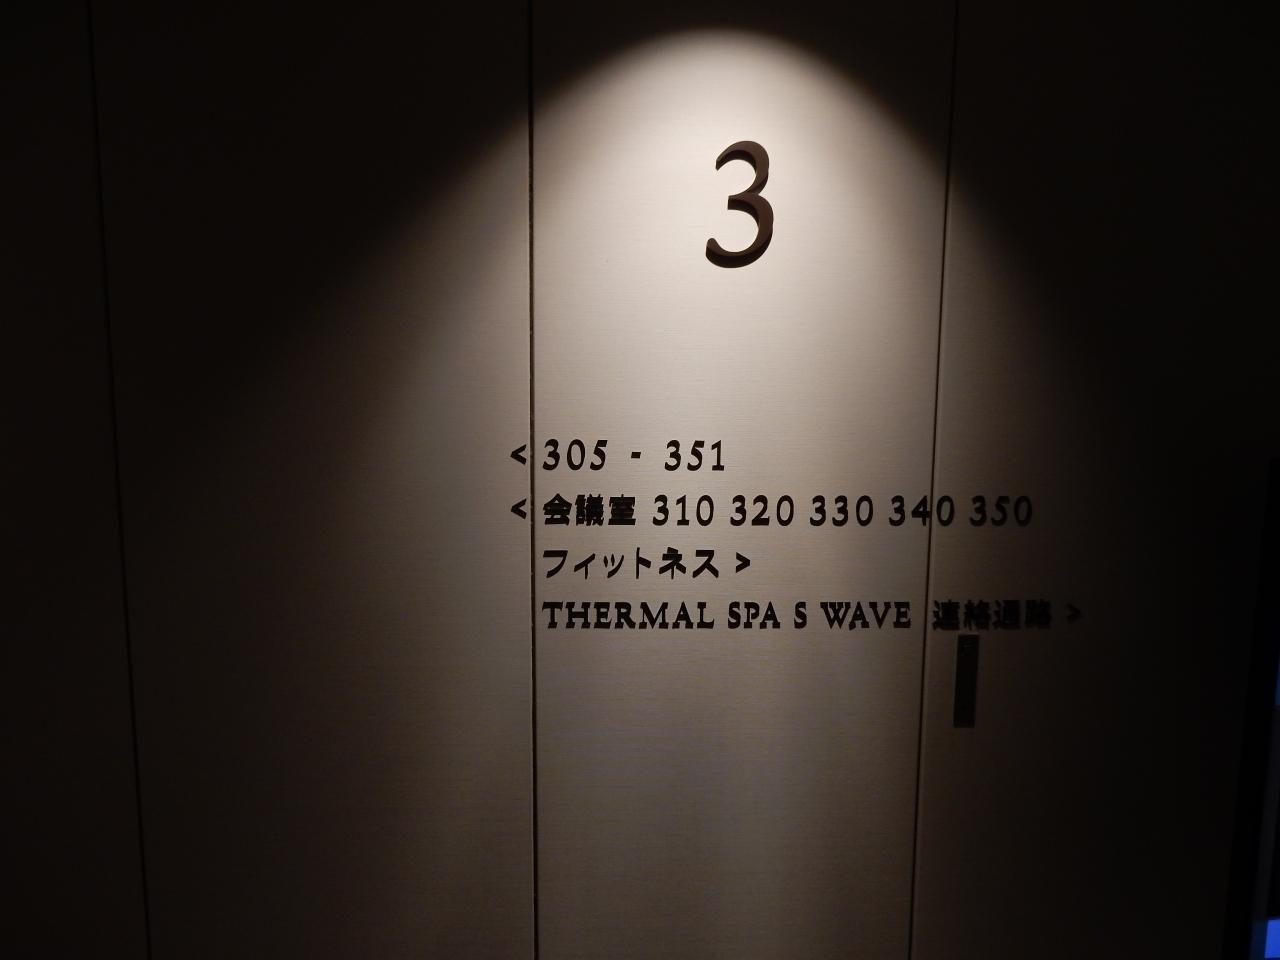 3
< 305 - 351
< 会議室 310 320 330 340 350
フィットネス >
THERMAL SPA S WAVE 連絡通路 >